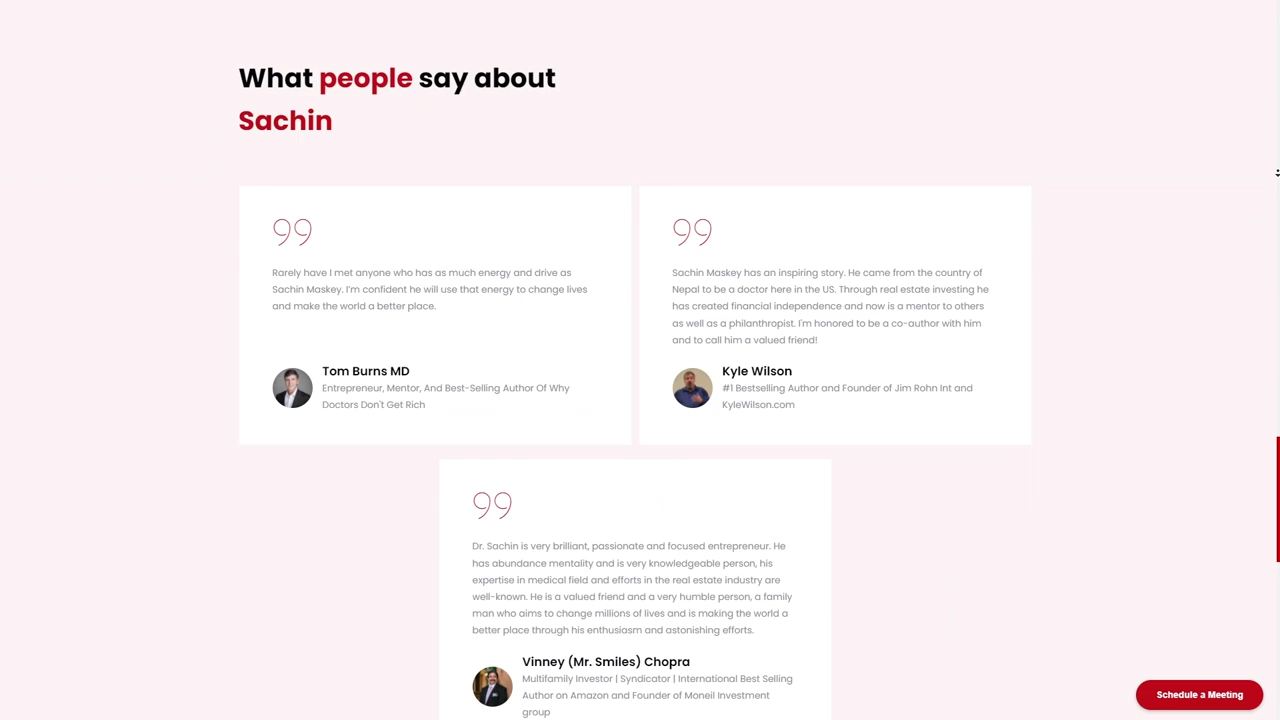 What people say about
Sachin
Rarely have I met anyone who has as much energy and drive as
Sachin Maskey. I'm confident he will use that energy to change lives
and make the world a better place.
Tom Burns MD
Entrepreneur, Mentor, And Best-Selling Author Of Why
Doctors Don't Get Rich
Sachin Maskey has an inspiring story. He came from the country of
Nepal to be a doctor here in the US. Through real estate investing he
has created financial independence and now is a mentor to others
as well as a philanthropist. I'm honored to be a co-author with him
and to call him a valued friend!
Kyle Wilson
#1 Bestselling Author and Founder of Jim Rohn Int and
KyleWilson.com
Dr. Sachin is very brilliant, passionate and focused entrepreneur. He
has abundance mentality and is very knowledgeable person, his
expertise in medical field and efforts in the real estate industry are
well-known. He is a valued friend and a very humble person, a family
man who aims to change millions of lives and is making the world a
better place through his enthusiasm and astonishing efforts.
Vinney (Mr. Smiles) Chopra
Multifamily Investor | Syndicator | International Best Selling
Author on Amazon and Founder of Moneil Investment
group
Schedule a Meeting